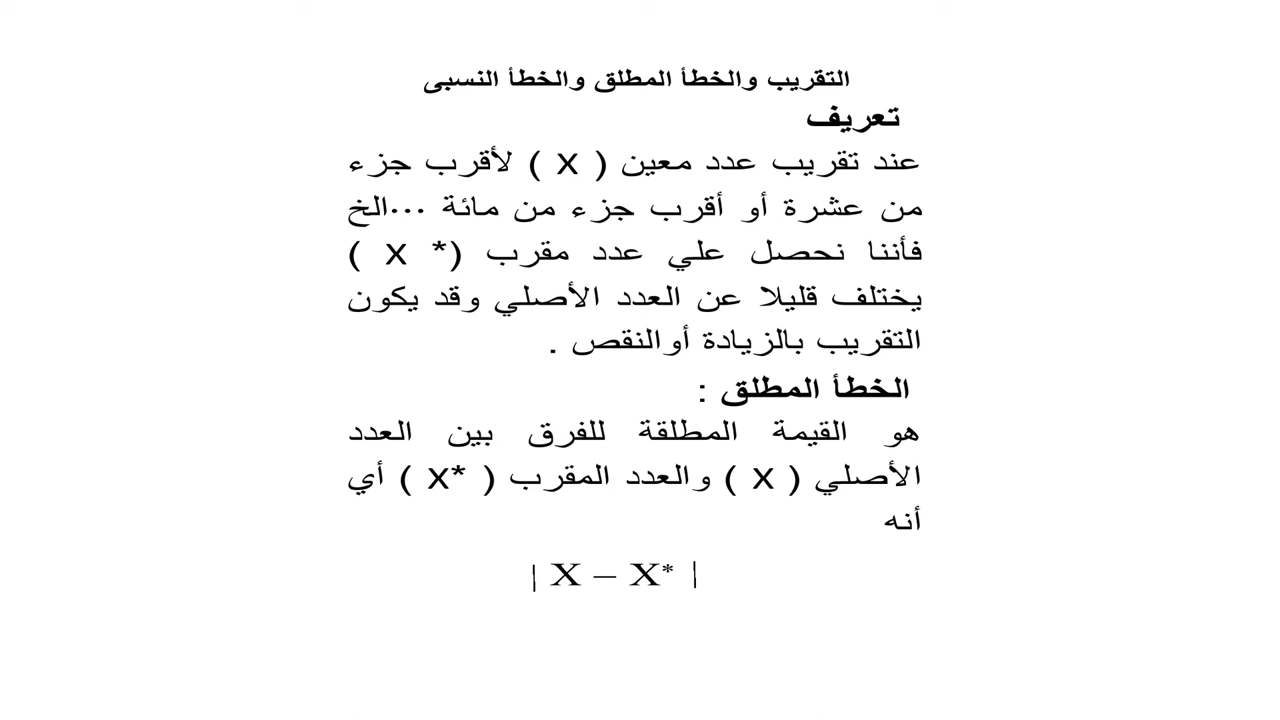 التقريب والخطأ المطلق والخطأ النسبى
تعريف
عند تقريب عدد معين ( X ) لأقرب جزء
من عشرة أو أقرب جزء من مائة ...الخ
فأننا نحصل علي عدد مقرب (* X )
يختلف قليلا عن العدد الأصلي وقد يكون
التقريب بالزيادة أوالنقص .
الخطأ المطلق :
هو القيمة المطلقة للفرق بين العدد
الأصلي ( X ) والعدد المقرب ( *X ) أي
أنه
| X – X* |